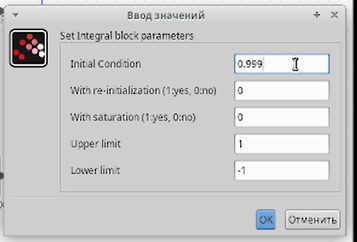 Ввод значений
Set Integral block parameters
Initial Condition 0.999
With re-initialization (1:yes, 0:no) 0
With saturation (1:yes, 0:no) 0
Upper limit 1
Lower limit -1
OK Отменить